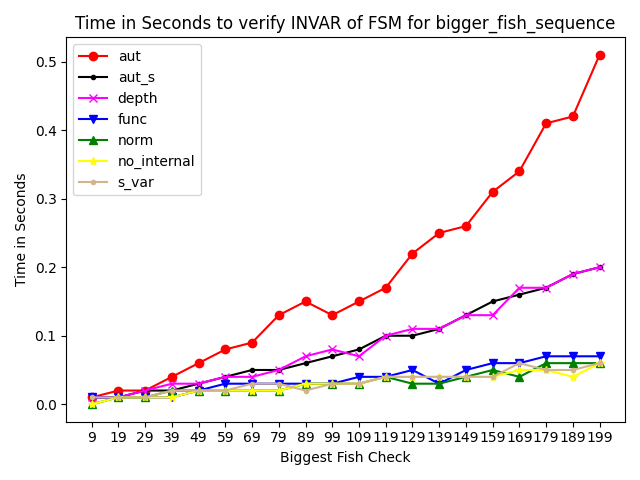 Time in Seconds to verify INVAR of FSM for bigger_fish_sequence
aut
aut_s
depth
func
norm
no_internal
s_var
Time in Seconds
0.5
0.4
0.3
0.2
0.1
0.0
9 19 29 39 49 59 69 79 89 99 109 119 129 139 149 159 169 179 189 199
Biggest Fish Check